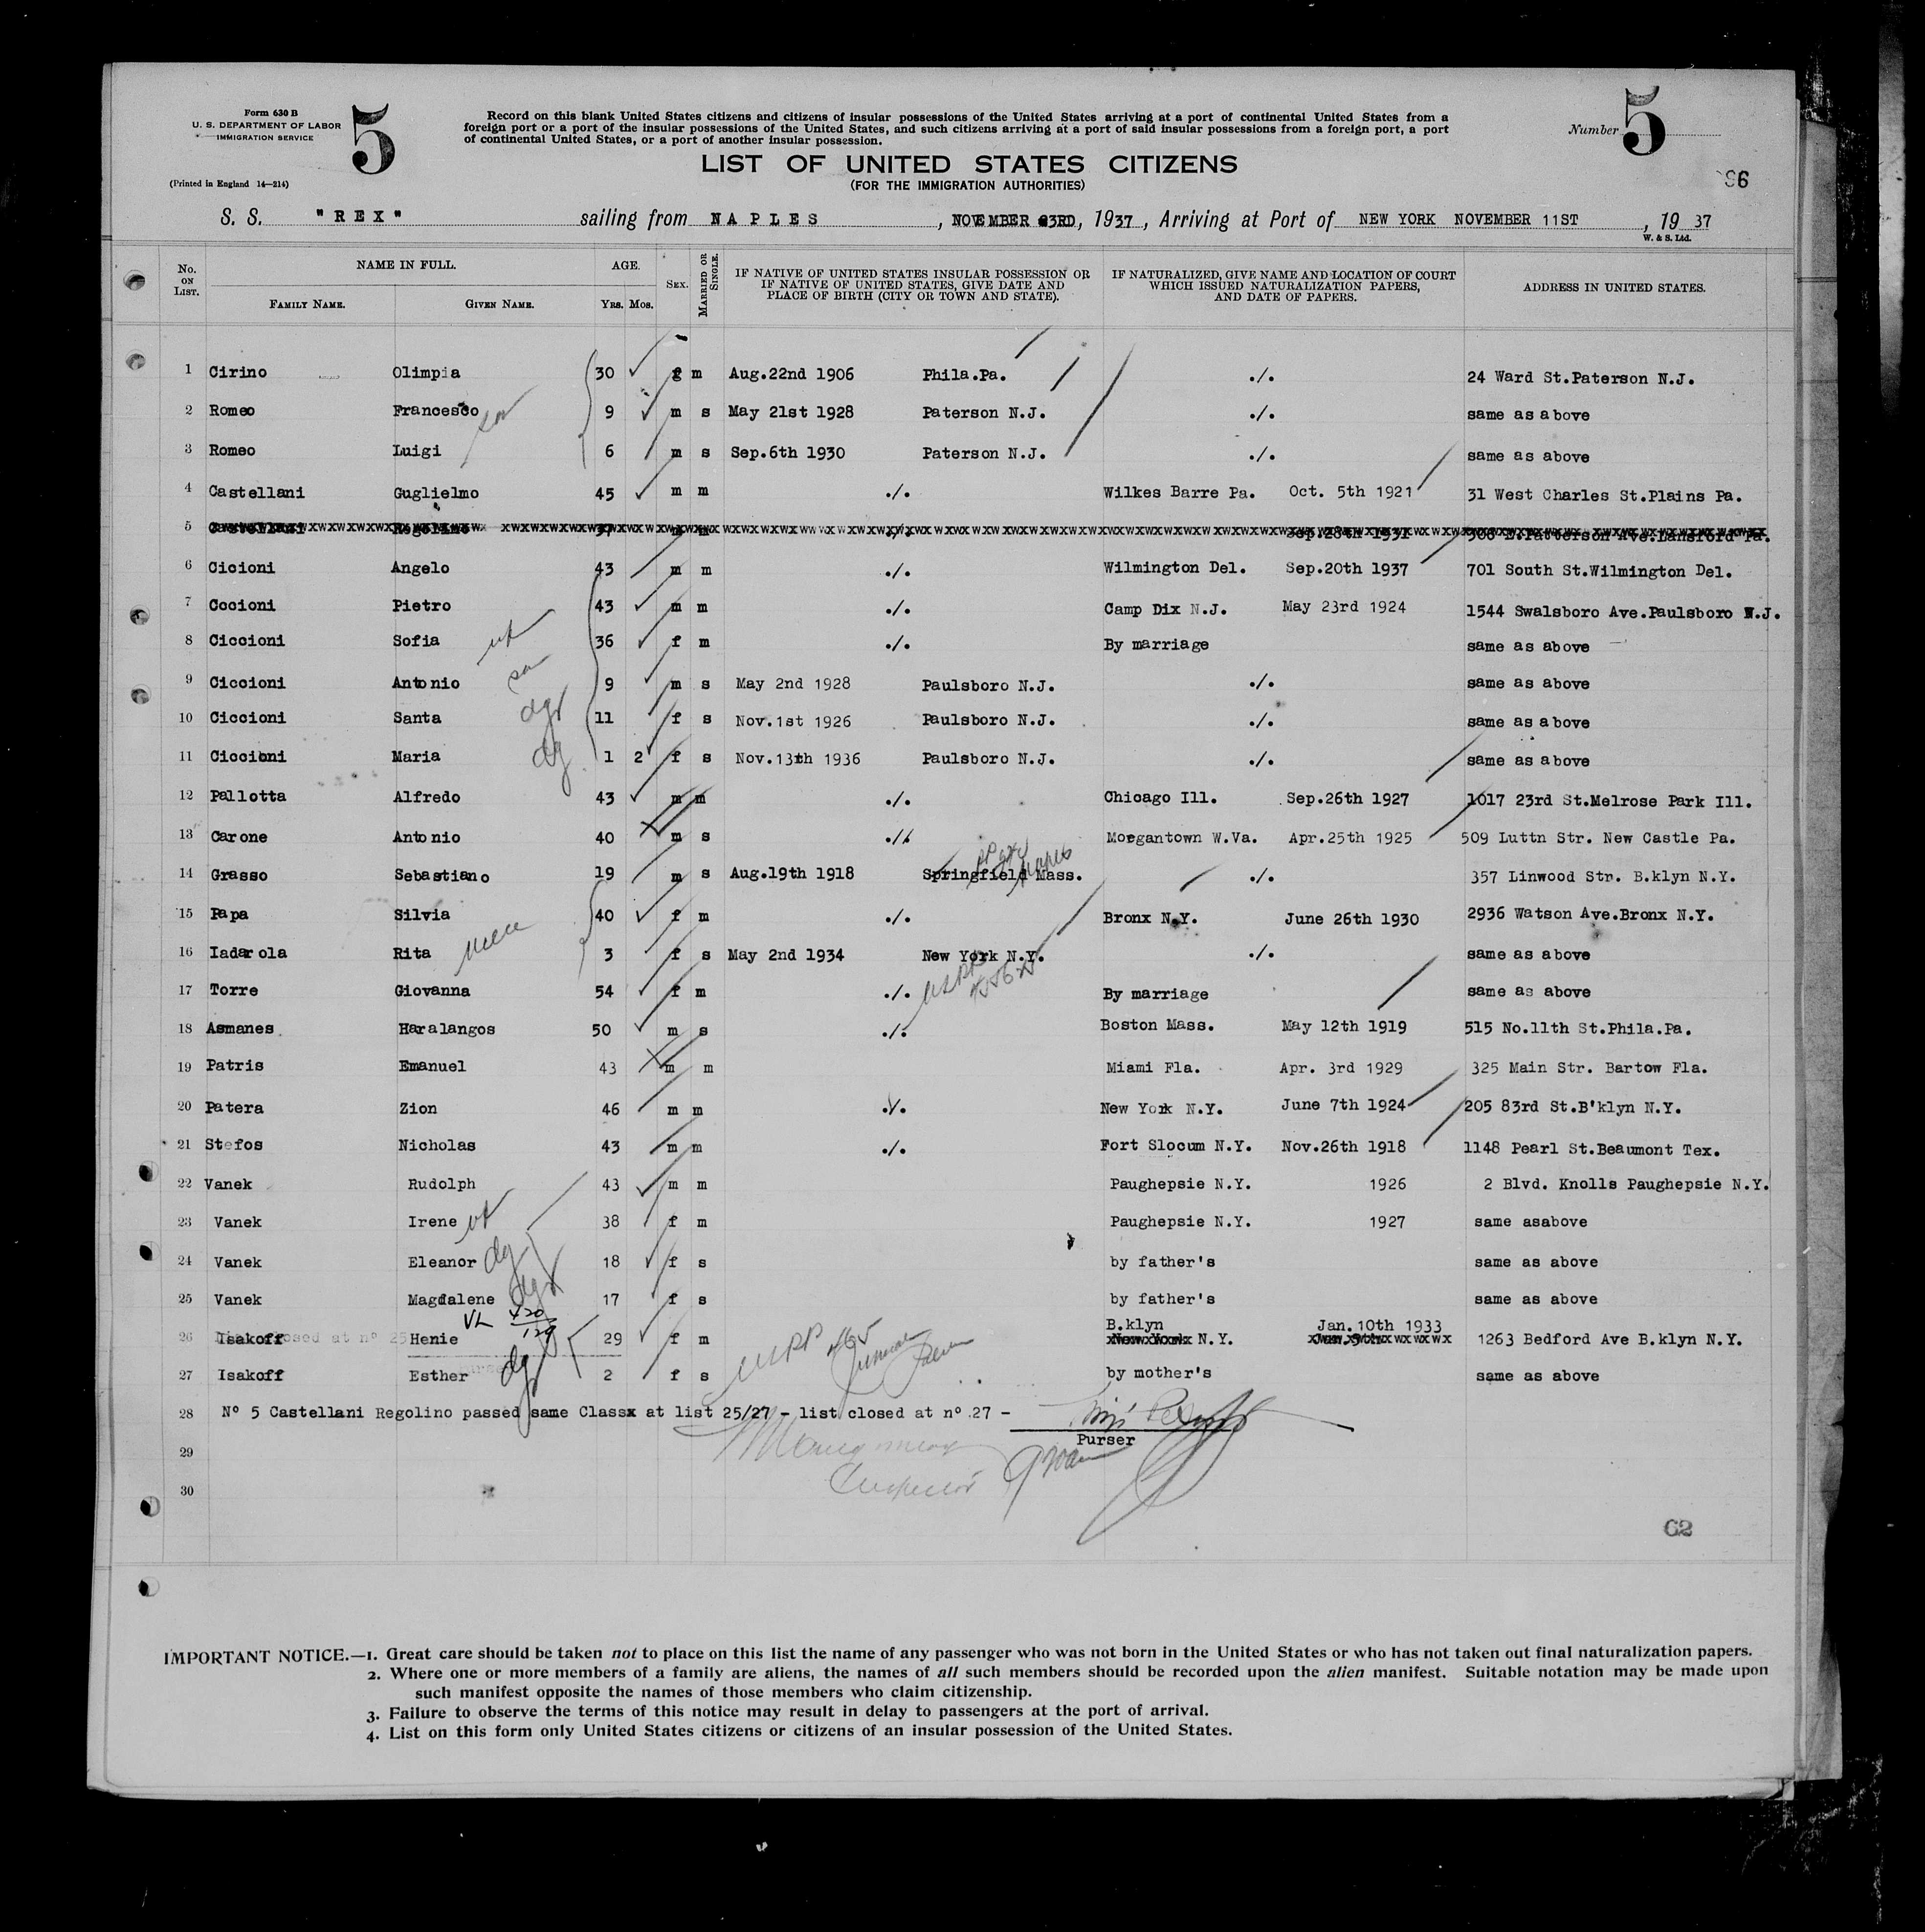 Form 630 B
U. S. DEPARTMENT OF LABOR
IMMIGRATION SERVICE
(Printed in England 14—214)
5
Record on this blank United States citizens and citizens of insular possessions of the United States arriving at a port of continental United States from a
foreign port or a port of the insular possessions of the United States, and such citizens arriving at a port of said insular possessions from a foreign port, a port
of continental United States, or a port of another insular possession.
Number 5
LIST OF UNITED STATES CITIZENS
(FOR THE IMMIGRATION AUTHORITIES)
96
S. S. "REX" sailing from NAPLES, NOVEMBER 3RD, 1937, Arriving at Port of NEW YORK NOVEMBER 11ST, 1937
W. & S. Ltd.
No. ON LIST. NAME IN FULL. FAMILY NAME. GIVEN NAME. AGE. YRS. MOS. SEX. MARRIED OR SINGLE. IF NATIVE OF UNITED STATES INSULAR POSSESSION OR IF NATIVE OF UNITED STATES, GIVE DATE AND PLACE OF BIRTH (CITY OR TOWN AND STATE). IF NATURALIZED, GIVE NAME AND LOCATION OF COURT WHICH ISSUED NATURALIZATION PAPERS, AND DATE OF PAPERS. ADDRESS IN UNITED STATES.
1 Cirino Olimpia 30 f m Aug.22nd 1906 Phila.Pa. ./. 24 Ward St.Paterson N.J.
2 Romeo Francesco 9 m s May 21st 1928 Paterson N.J. ./. same as above
son
3 Romeo Luigi 6 m s Sep.6th 1930 Paterson N.J. ./. same as above
4 Castellani Guglielmo 45 m m ./. Wilkes Barre Pa. Oct. 5th 1921 31 West Charles St.Plains Pa.
5 Castellani Regolino 37 m m ./. Sep.28th 1931 308 E.Patterson Ave.Lansford Pa.
6 Cicioni Angelo 43 m m ./. Wilmington Del. Sep.20th 1937 701 South St.Wilmington Del.
7 Cccioni Pietro 43 m m ./. Camp Dix N.J. May 23rd 1924 1544 Swalsboro Ave.Paulsboro N.J.
8 Ciccioni Sofia wf 36 f m ./. By marriage same as above
9 Ciccioni Antonio son 9 m s May 2nd 1928 Paulsboro N.J. ./. same as above
10 Ciccioni Santa dgr 11 f s Nov.1st 1926 Paulsboro N.J. ./. same as above
11 Ciccioni Maria dg 1 2 f s Nov.13th 1936 Paulsboro N.J. ./. same as above
12 Pallotta Alfredo 43 m m ./. Chicago Ill. Sep.26th 1927 1017 23rd St.Melrose Park Ill.
13 Carone Antonio 40 m s ./. Morgantown W.Va. Apr.25th 1925 509 Luttn Str. New Castle Pa.
14 Grasso Sebastiano 19 m s Aug.19th 1918 Springfield Mass. ./. 357 Linwood Str. B.klyn N.Y.
15 Papa Silvia 40 f m ./. Bronx N.Y. June 26th 1930 2936 Watson Ave.Bronx N.Y.
16 Iadarola Rita niece 3 f s May 2nd 1934 New York N.Y. ./. same as above
17 Torre Giovanna 54 f m ./. By marriage same as above
18 Asmanes Haralangos 50 m s ./. Boston Mass. May 12th 1919 515 No.11th St.Phila.Pa.
19 Patris Emanuel 43 m m Miami Fla. Apr. 3rd 1929 325 Main Str. Bartow Fla.
20 Patera Zion 46 m m ./. New York N.Y. June 7th 1924 205 83rd St.B'klyn N.Y.
21 Stefos Nicholas 43 m m ./. Fort Slocum N.Y. Nov.26th 1918 1148 Pearl St.Beaumont Tex.
22 Vanek Rudolph 43 m m Paughepsie N.Y. 1926 2 Blvd. Knolls Paughepsie N.Y.
23 Vanek Irene wf 38 f m Paughepsie N.Y. 1927 same asabove
24 Vanek Eleanor dg 18 f s by father's same as above
25 Vanek Magdalene dgr 17 f s by father's same as above
26 Isakoff Henie 29 f m B.klyn N.Y. Jan.10th 1933 1263 Bedford Ave B.klyn N.Y.
27 Isakoff Esther dg 2 f s by mother's same as above
28 Nº 5 Castellani Regolino passed same Class at list 25/27 - list closed at nº 27 -
Purser
29
Inspector
30
62
IMPORTANT NOTICE.—1. Great care should be taken not to place on this list the name of any passenger who was not born in the United States or who has not taken out final naturalization papers.
2. Where one or more members of a family are aliens, the names of all such members should be recorded upon the alien manifest. Suitable notation may be made upon
such manifest opposite the names of those members who claim citizenship.
3. Failure to observe the terms of this notice may result in delay to passengers at the port of arrival.
4. List on this form only United States citizens or citizens of an insular possession of the United States.